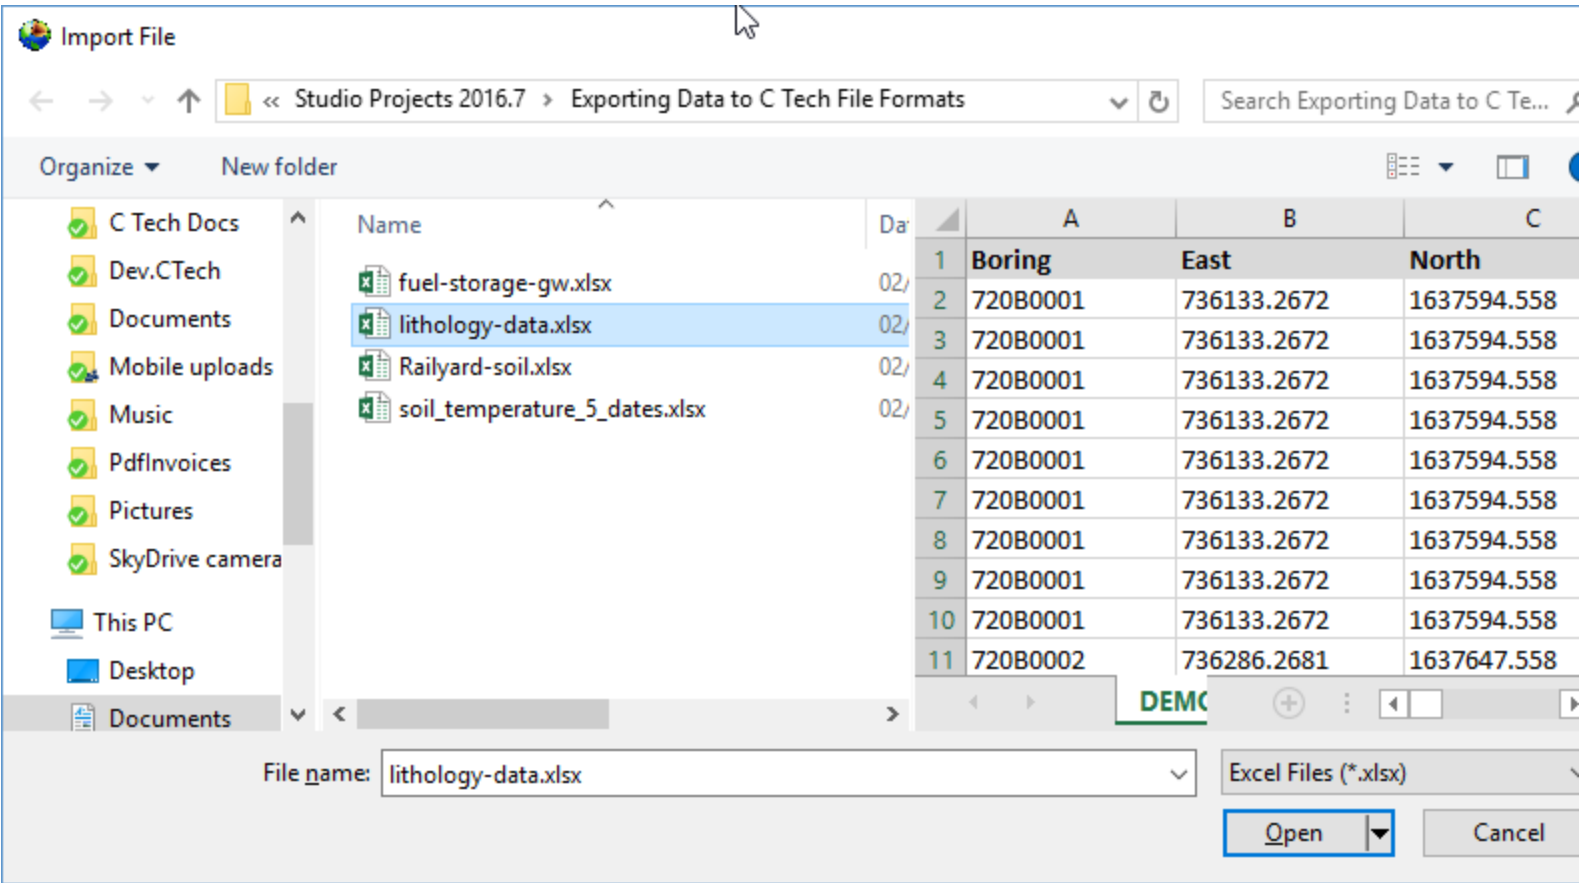 Import File
« Studio Projects 2016.7 > Exporting Data to C Tech File Formats
Search Exporting Data to C Te...
Organize
New folder
C Tech Docs
Dev.CTech
Documents
Mobile uploads
Music
PdfInvoices
Pictures
SkyDrive camera
This PC
Desktop
Documents
Name
Da
fuel-storage-gw.xlsx 02/
lithology-data.xlsx 02/
Railyard-soil.xlsx 02/
soil_temperature_5_dates.xlsx 02/
A B C
1 Boring East North
2 720B0001 736133.2672 1637594.558
3 720B0001 736133.2672 1637594.558
4 720B0001 736133.2672 1637594.558
5 720B0001 736133.2672 1637594.558
6 720B0001 736133.2672 1637594.558
7 720B0001 736133.2672 1637594.558
8 720B0001 736133.2672 1637594.558
9 720B0001 736133.2672 1637594.558
10 720B0001 736133.2672 1637594.558
11 720B0002 736286.2681 1637647.558
DEMO
File name: lithology-data.xlsx
Excel Files (*.xlsx)
Open
Cancel